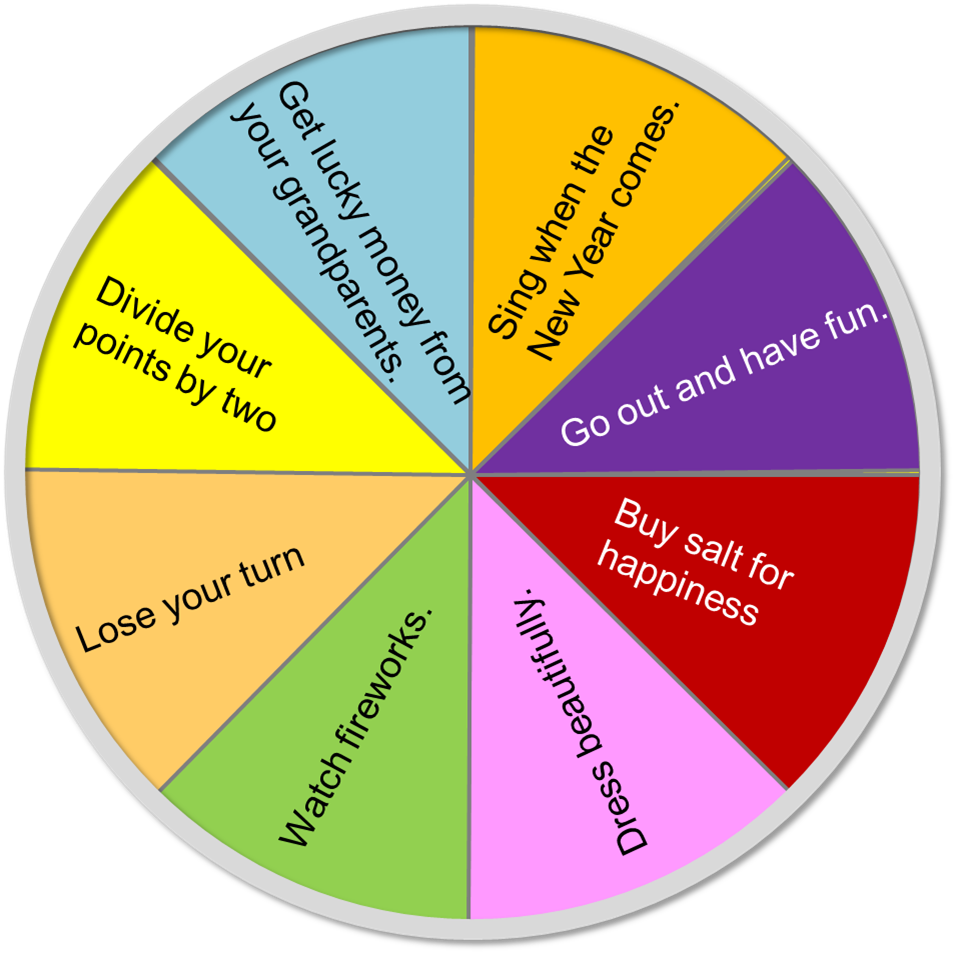 Get lucky money from
your grandparents.
Sing when the
New Year comes.
Go out and have fun.
Buy salt for
happiness
Dress beautifully.
Watch fireworks.
Lose your turn
Divide your
points by two